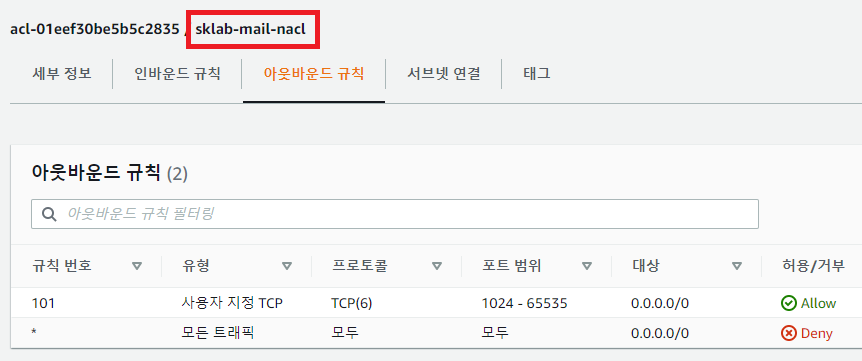 acl-01eef30be5b5c2835 / sklab-mail-nacl
세부 정보 인바운드 규칙 아웃바운드 규칙 서브넷 연결 태그
아웃바운드 규칙 (2)
아웃바운드 규칙 필터링
규칙 번호 유형 프로토콜 포트 범위 대상 허용/거부
101 사용자 지정 TCP TCP(6) 1024 - 65535 0.0.0.0/0 Allow
* 모든 트래픽 모두 모두 0.0.0.0/0 Deny